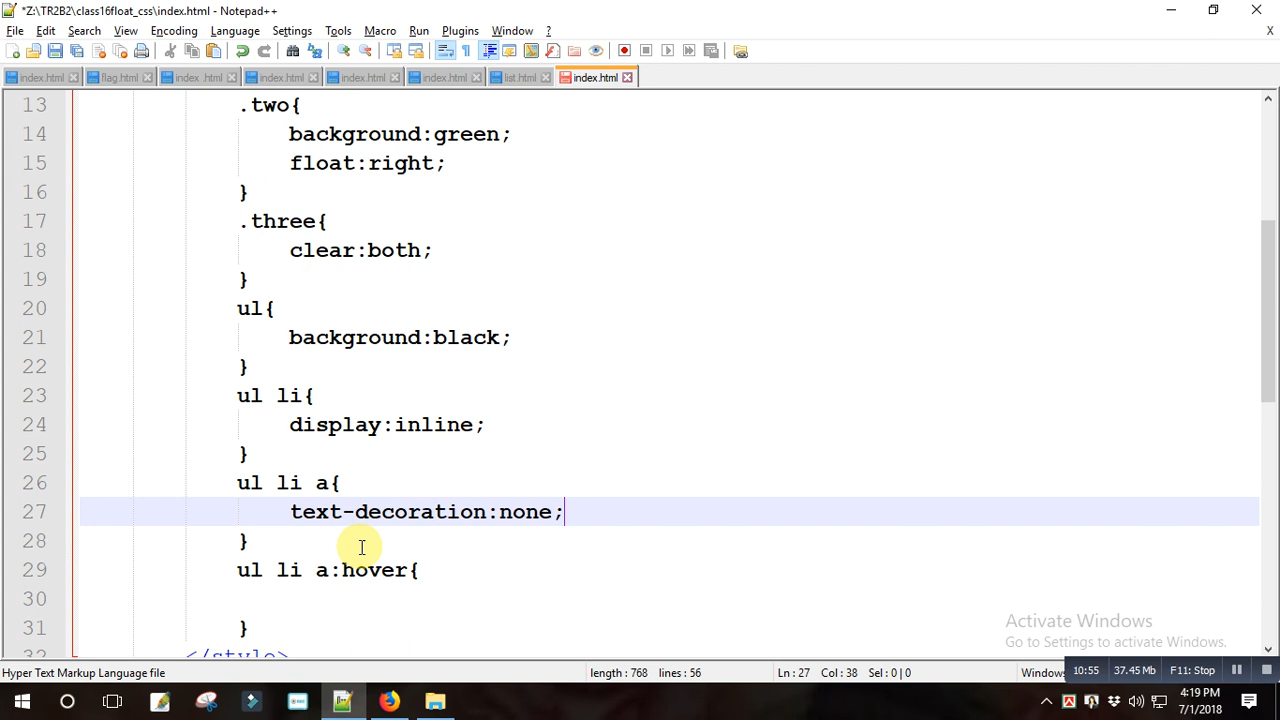 *Z:\TR2B2\class16float_css\index.html - Notepad++
File Edit Search View Encoding Language Settings Tools Macro Run Plugins Window ? X
index.html flag.html index .html index.html index.html index.html list.html index.html
13 .two{
14 background:green;
15 float:right;
16 }
17 .three{
18 clear:both;
19 }
20 ul{
21 background:black;
22 }
23 ul li{
24 display:inline;
25 }
26 ul li a{
27 text-decoration:none;
28 }
29 ul li a:hover{
30
31 }
32 </style>
Activate Windows
Go to Settings to activate Windows.
Hyper Text Markup Language file length : 768 lines : 56 Ln : 27 Col : 38 Sel : 0 | 0 Windows 10:55 37.45 MB F11: Stop
4:19 PM
7/1/2018